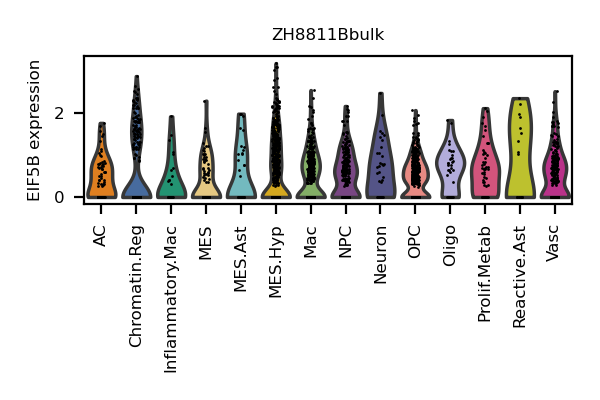 ZH8811Bbulk
EIF5B expression
2
0
AC
Chromatin.Reg
Inflammatory.Mac
MES
MES.Ast
MES.Hyp
Mac
NPC
Neuron
OPC
Oligo
Prolif.Metab
Reactive.Ast
Vasc